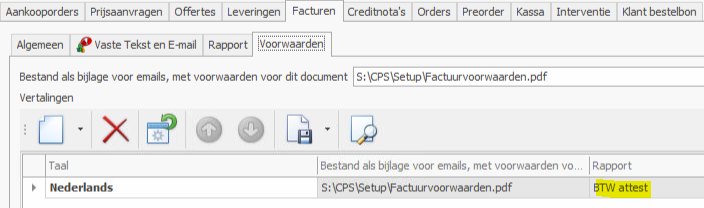 Aankooporders Prijsaanvragen Offertes Leveringen Facturen Creditnota's Orders Preorder Kassa Interventie Klant bestelbon
Algemeen Vaste Tekst en E-mail Rapport Voorwaarden
Bestand als bijlage voor emails, met voorwaarden voor dit document S:\CPS\Setup\Factuurvoorwaarden.pdf
Vertalingen
Taal Bestand als bijlage voor emails, met voorwaarden vo... Rapport
Nederlands S:\CPS\Setup\Factuurvoorwaarden.pdf BTW attest